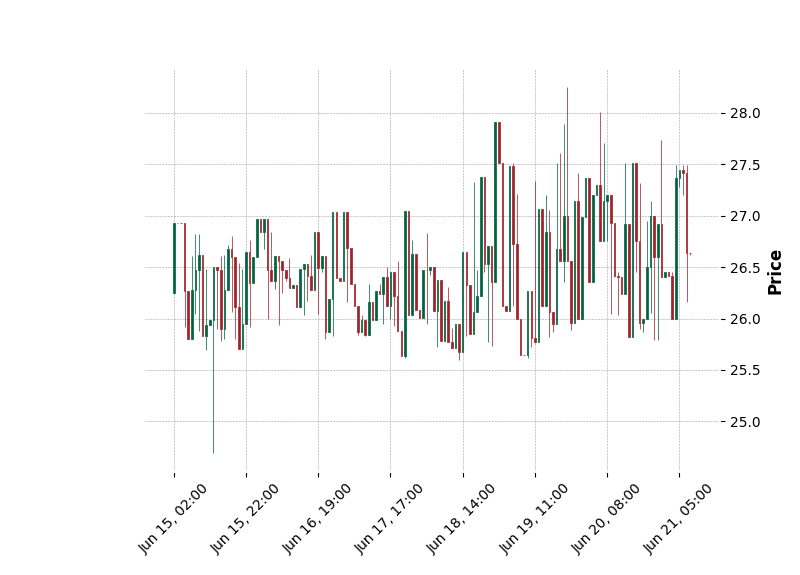 28.0
27.5
27.0
26.5
26.0
25.5
25.0
Price
Jun 15, 02:00
Jun 15, 22:00
Jun 16, 19:00
Jun 17, 17:00
Jun 18, 14:00
Jun 19, 11:00
Jun 20, 08:00
Jun 21, 05:00